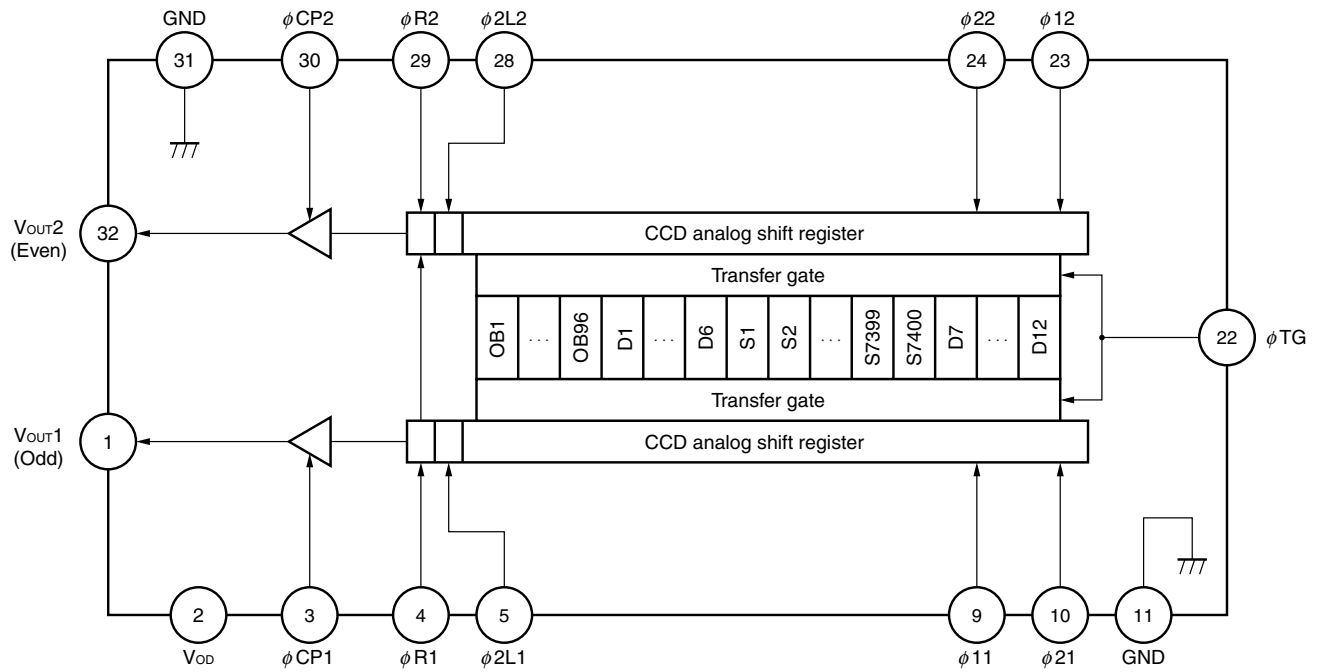 GND φCP2 φR2 φ2L2 φ22 φ12
31 30 29 28 24 23
VOUT2
(Even)
32
CCD analog shift register
Transfer gate
OB1 ... OB96 D1 ... D6 S1 S2 ... S7399 S7400 D7 ... D12
22 φTG
Transfer gate
VOUT1
(Odd)
1
CCD analog shift register
2 3 4 5 9 10 11
VOD φCP1 φR1 φ2L1 φ11 φ21 GND